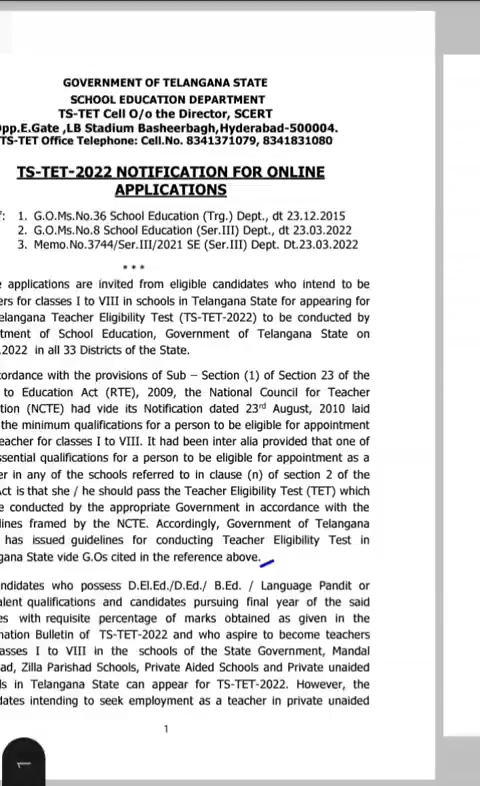 GOVERNMENT OF TELANGANA STATE
SCHOOL EDUCATION DEPARTMENT
TS-TET Cell O/o the Director, SCERT
Opp.E.Gate ,LB Stadium Basheerbagh,Hyderabad-500004.
TS-TET Office Telephone: Cell.No. 8341371079, 8341831080
TS-TET-2022 NOTIFICATION FOR ONLINE
APPLICATIONS
: 1. G.O.Ms.No.36 School Education (Trg.) Dept., dt 23.12.2015
2. G.O.Ms.No.8 School Education (Ser.III) Dept., dt 23.03.2022
3. Memo.No.3744/Ser.III/2021 SE (Ser.III) Dept. Dt.23.03.2022
***
e applications are invited from eligible candidates who intend to be
ers for classes I to VIII in schools in Telangana State for appearing for
elangana Teacher Eligibility Test (TS-TET-2022) to be conducted by
tment of School Education, Government of Telangana State on
.2022 in all 33 Districts of the State.
cordance with the provisions of Sub – Section (1) of Section 23 of the
to Education Act (RTE), 2009, the National Council for Teacher
tion (NCTE) had vide its Notification dated 23rd August, 2010 laid
the minimum qualifications for a person to be eligible for appointment
eacher for classes I to VIII. It had been inter alia provided that one of
ssential qualifications for a person to be eligible for appointment as a
er in any of the schools referred to in clause (n) of section 2 of the
ct is that she / he should pass the Teacher Eligibility Test (TET) which
e conducted by the appropriate Government in accordance with the
lines framed by the NCTE. Accordingly, Government of Telangana
has issued guidelines for conducting Teacher Eligibility Test in
gana State vide G.Os cited in the reference above.
ndidates who possess D.El.Ed./D.Ed./ B.Ed. / Language Pandit or
alent qualifications and candidates pursuing final year of the said
es with requisite percentage of marks obtained as given in the
mation Bulletin of TS-TET-2022 and who aspire to become teachers
asses I to VIII in the schools of the State Government, Mandal
ad, Zilla Parishad Schools, Private Aided Schools and Private unaided
ls in Telangana State can appear for TS-TET-2022. However, the
dates intending to seek employment as a teacher in private unaided
1
1